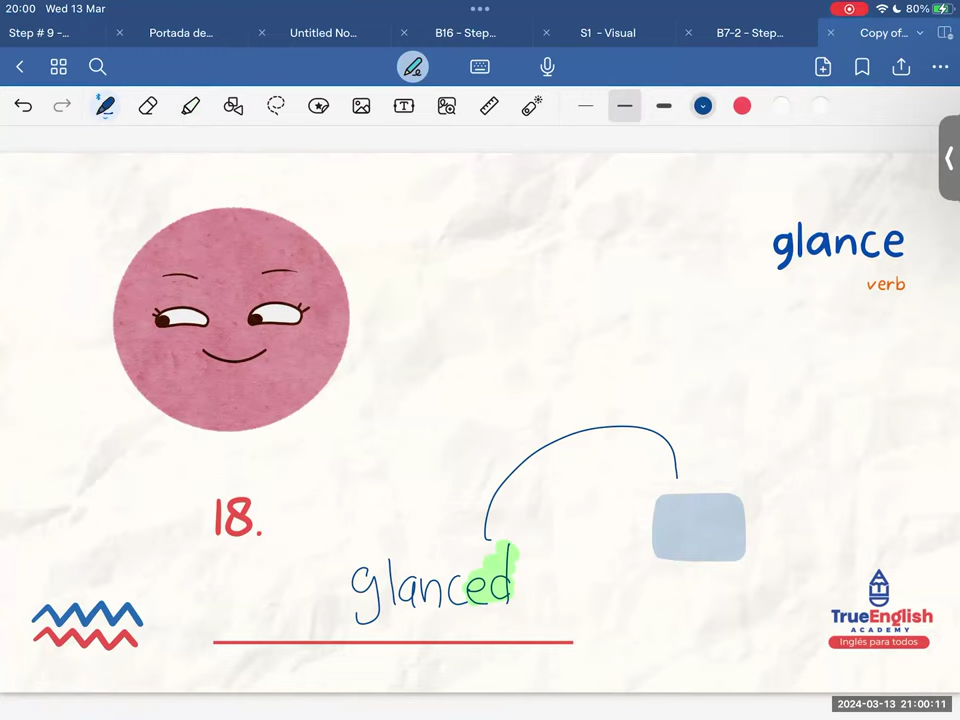 20:00 Wed 13 Mar
80%
Step # 9 –...
Portada de...
Untitled No...
B16 - Step...
S1 - Visual
B7-2 - Step...
Copy of...
glance
verb
18.
glanced
TrueEnglish
ACADEMY
Inglés para todos
2024-03-13 21:00:11